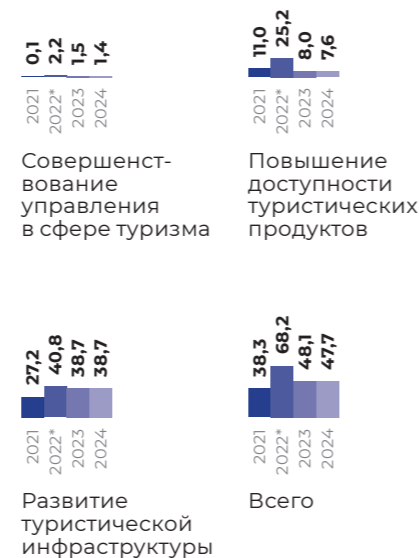 0,1 2,2 1,5 1,4
2021 2022* 2023 2024
Совершенст-
вование
управления
в сфере туризма
11,0 25,2 8,0 7,6
2021 2022* 2023 2024
Повышение
доступности
туристических
продуктов
27,2 40,8 38,7 38,7
2021 2022* 2023 2024
Развитие
туристической
инфраструктуры
38,3 68,2 48,1 47,7
2021 2022* 2023 2024
Всего